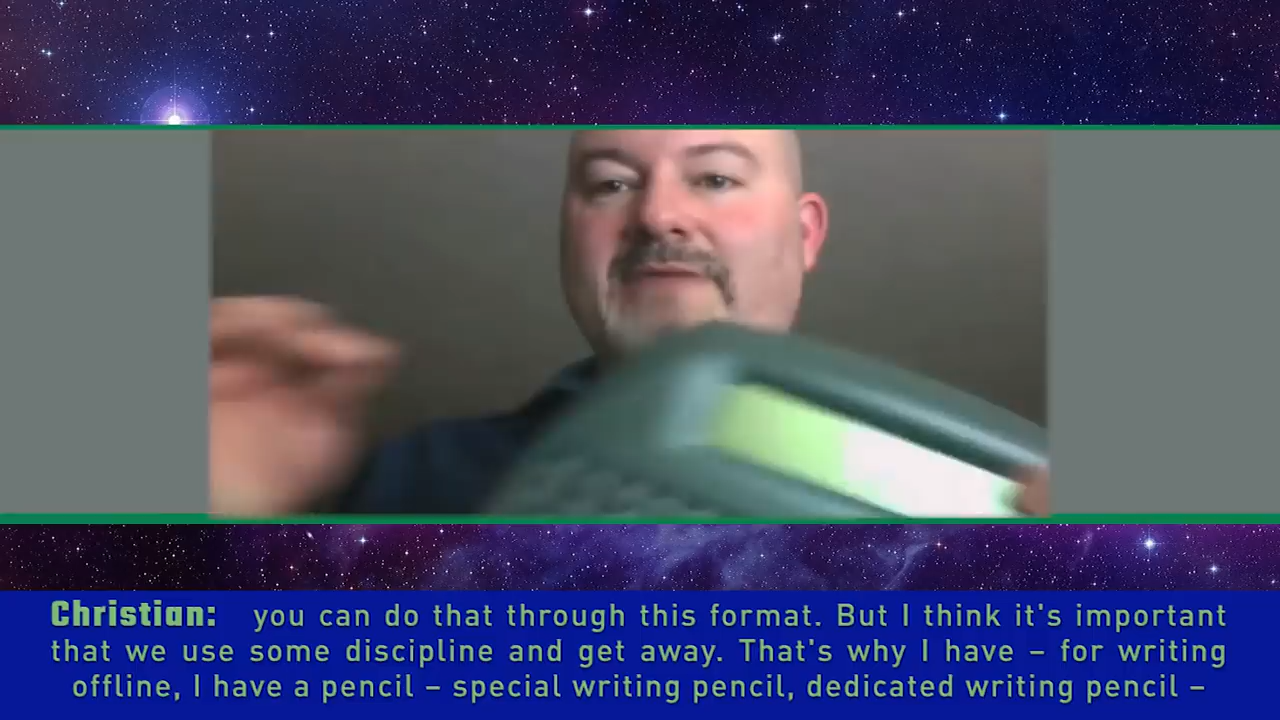 Christian: you can do that through this format. But I think it's important
that we use some discipline and get away. That's why I have – for writing
offline, I have a pencil – special writing pencil, dedicated writing pencil –